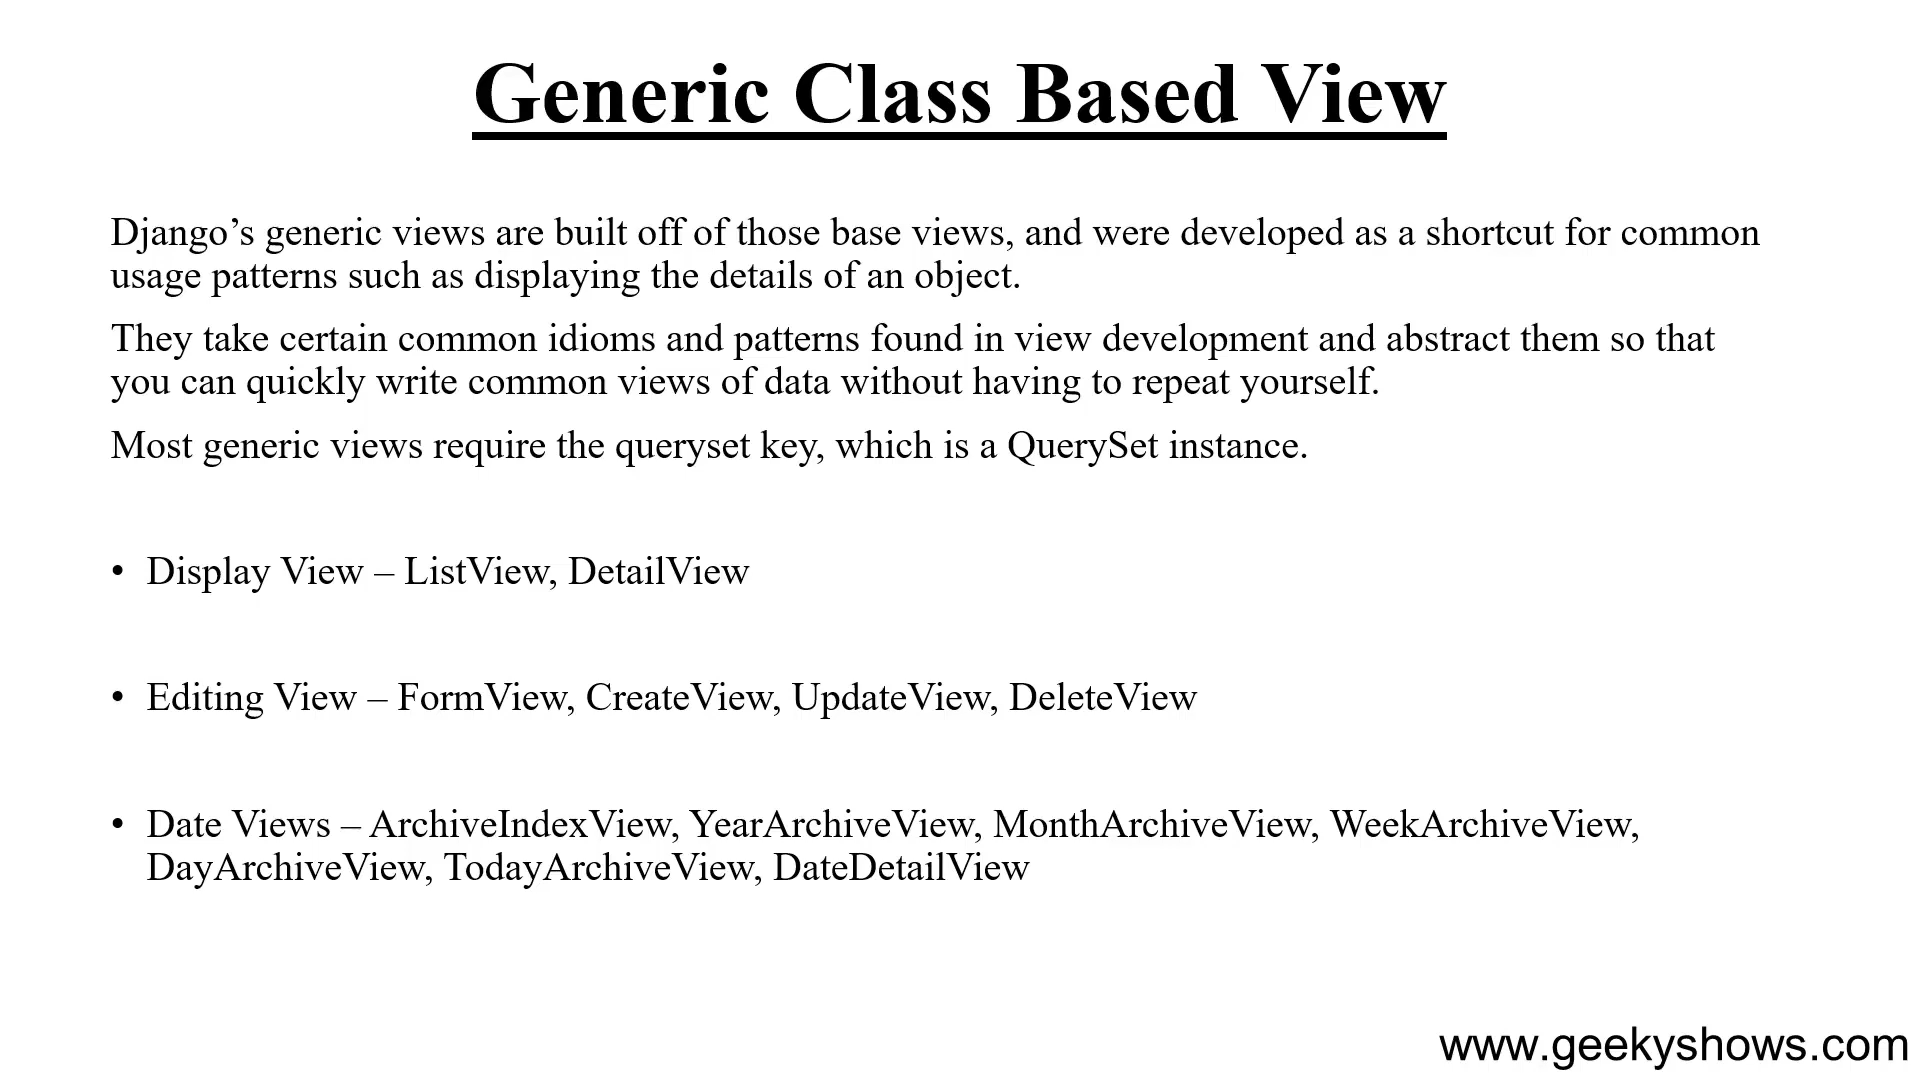 Generic Class Based View
Django’s generic views are built off of those base views, and were developed as a shortcut for common
usage patterns such as displaying the details of an object.
They take certain common idioms and patterns found in view development and abstract them so that
you can quickly write common views of data without having to repeat yourself.
Most generic views require the queryset key, which is a QuerySet instance.
• Display View – ListView, DetailView
• Editing View – FormView, CreateView, UpdateView, DeleteView
• Date Views – ArchiveIndexView, YearArchiveView, MonthArchiveView, WeekArchiveView,
DayArchiveView, TodayArchiveView, DateDetailView
www.geekyshows.com